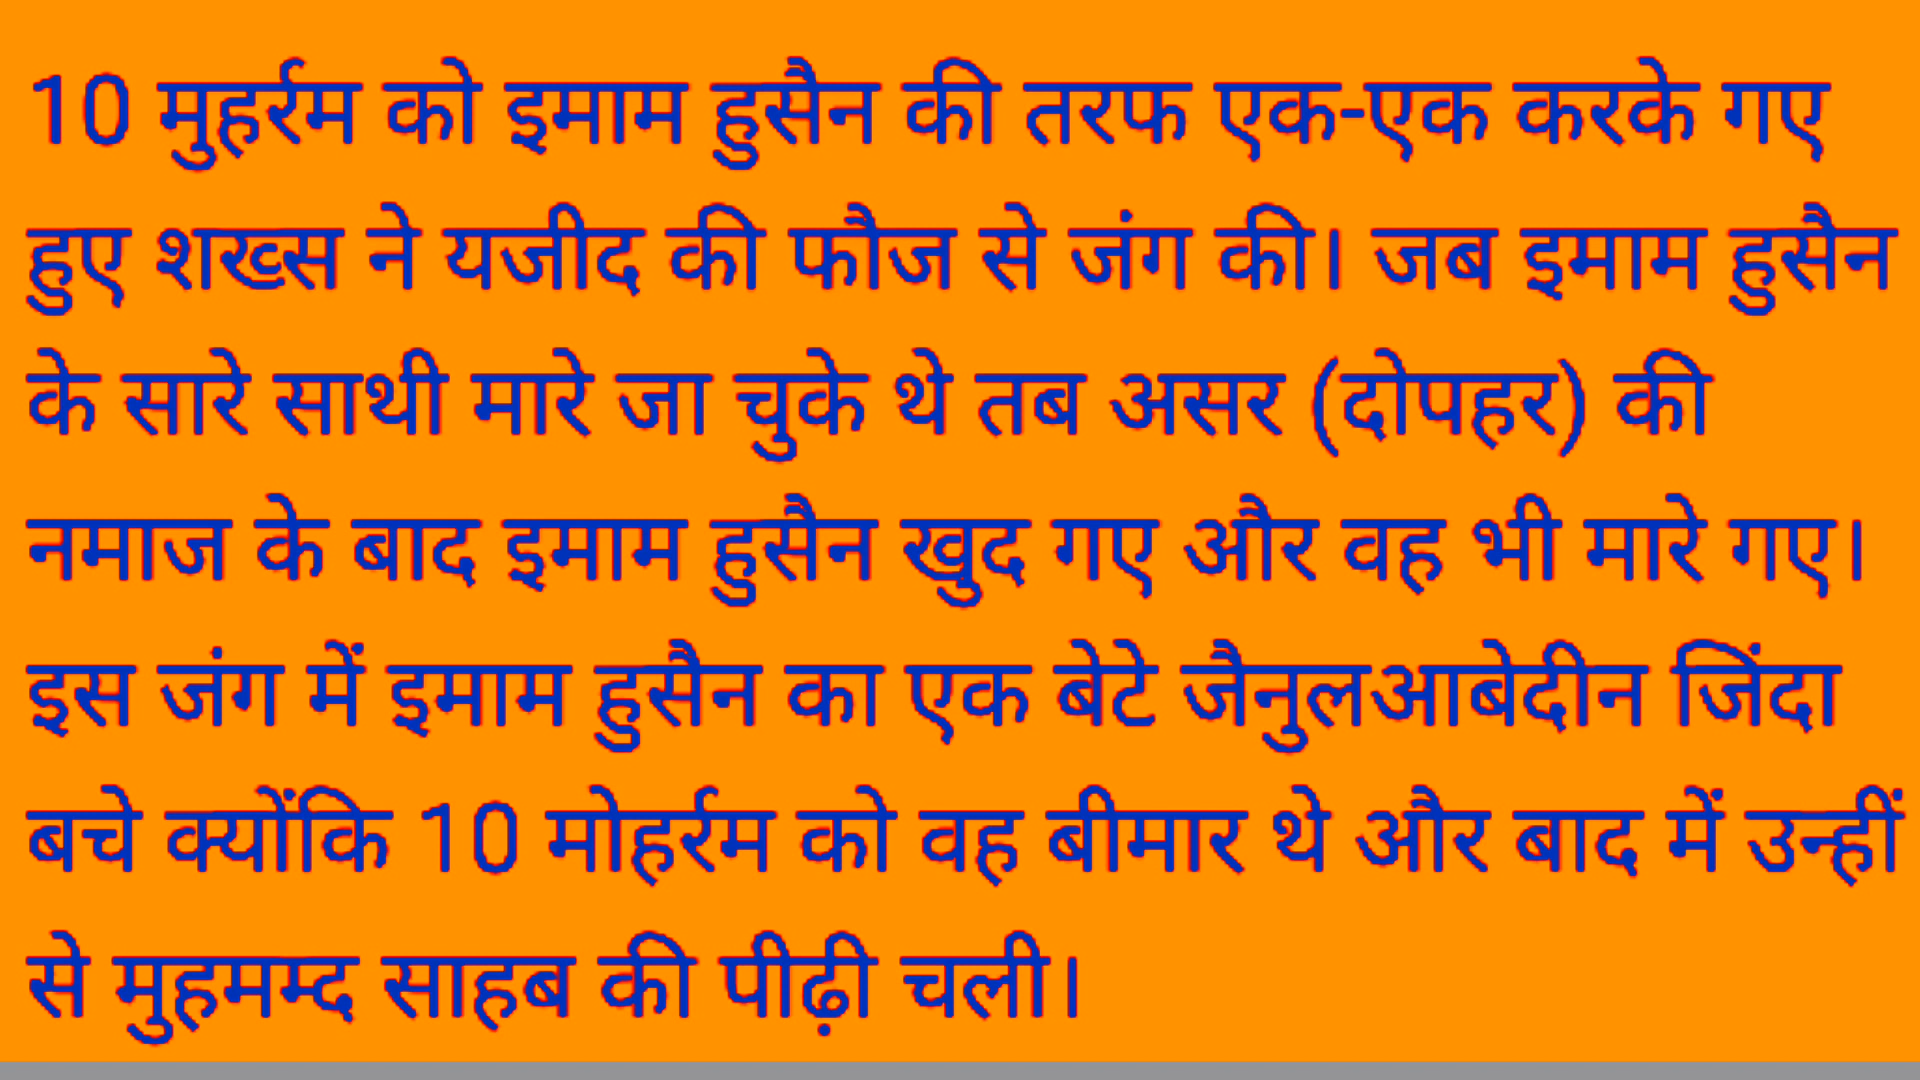 10 मुहर्रम को इमाम हुसैन की तरफ एक-एक करके गए
हुए शख्स ने यजीद की फौज से जंग की। जब इमाम हुसैन
के सारे साथी मारे जा चुके थे तब असर (दोपहर) की
नमाज के बाद इमाम हुसैन खुद गए और वह भी मारे गए।
इस जंग में इमाम हुसैन का एक बेटे जैनुलआबेदीन जिंदा
बचे क्योंकि 10 मोहर्रम को वह बीमार थे और बाद में उन्हीं
से मुहमम्द साहब की पीढ़ी चली।